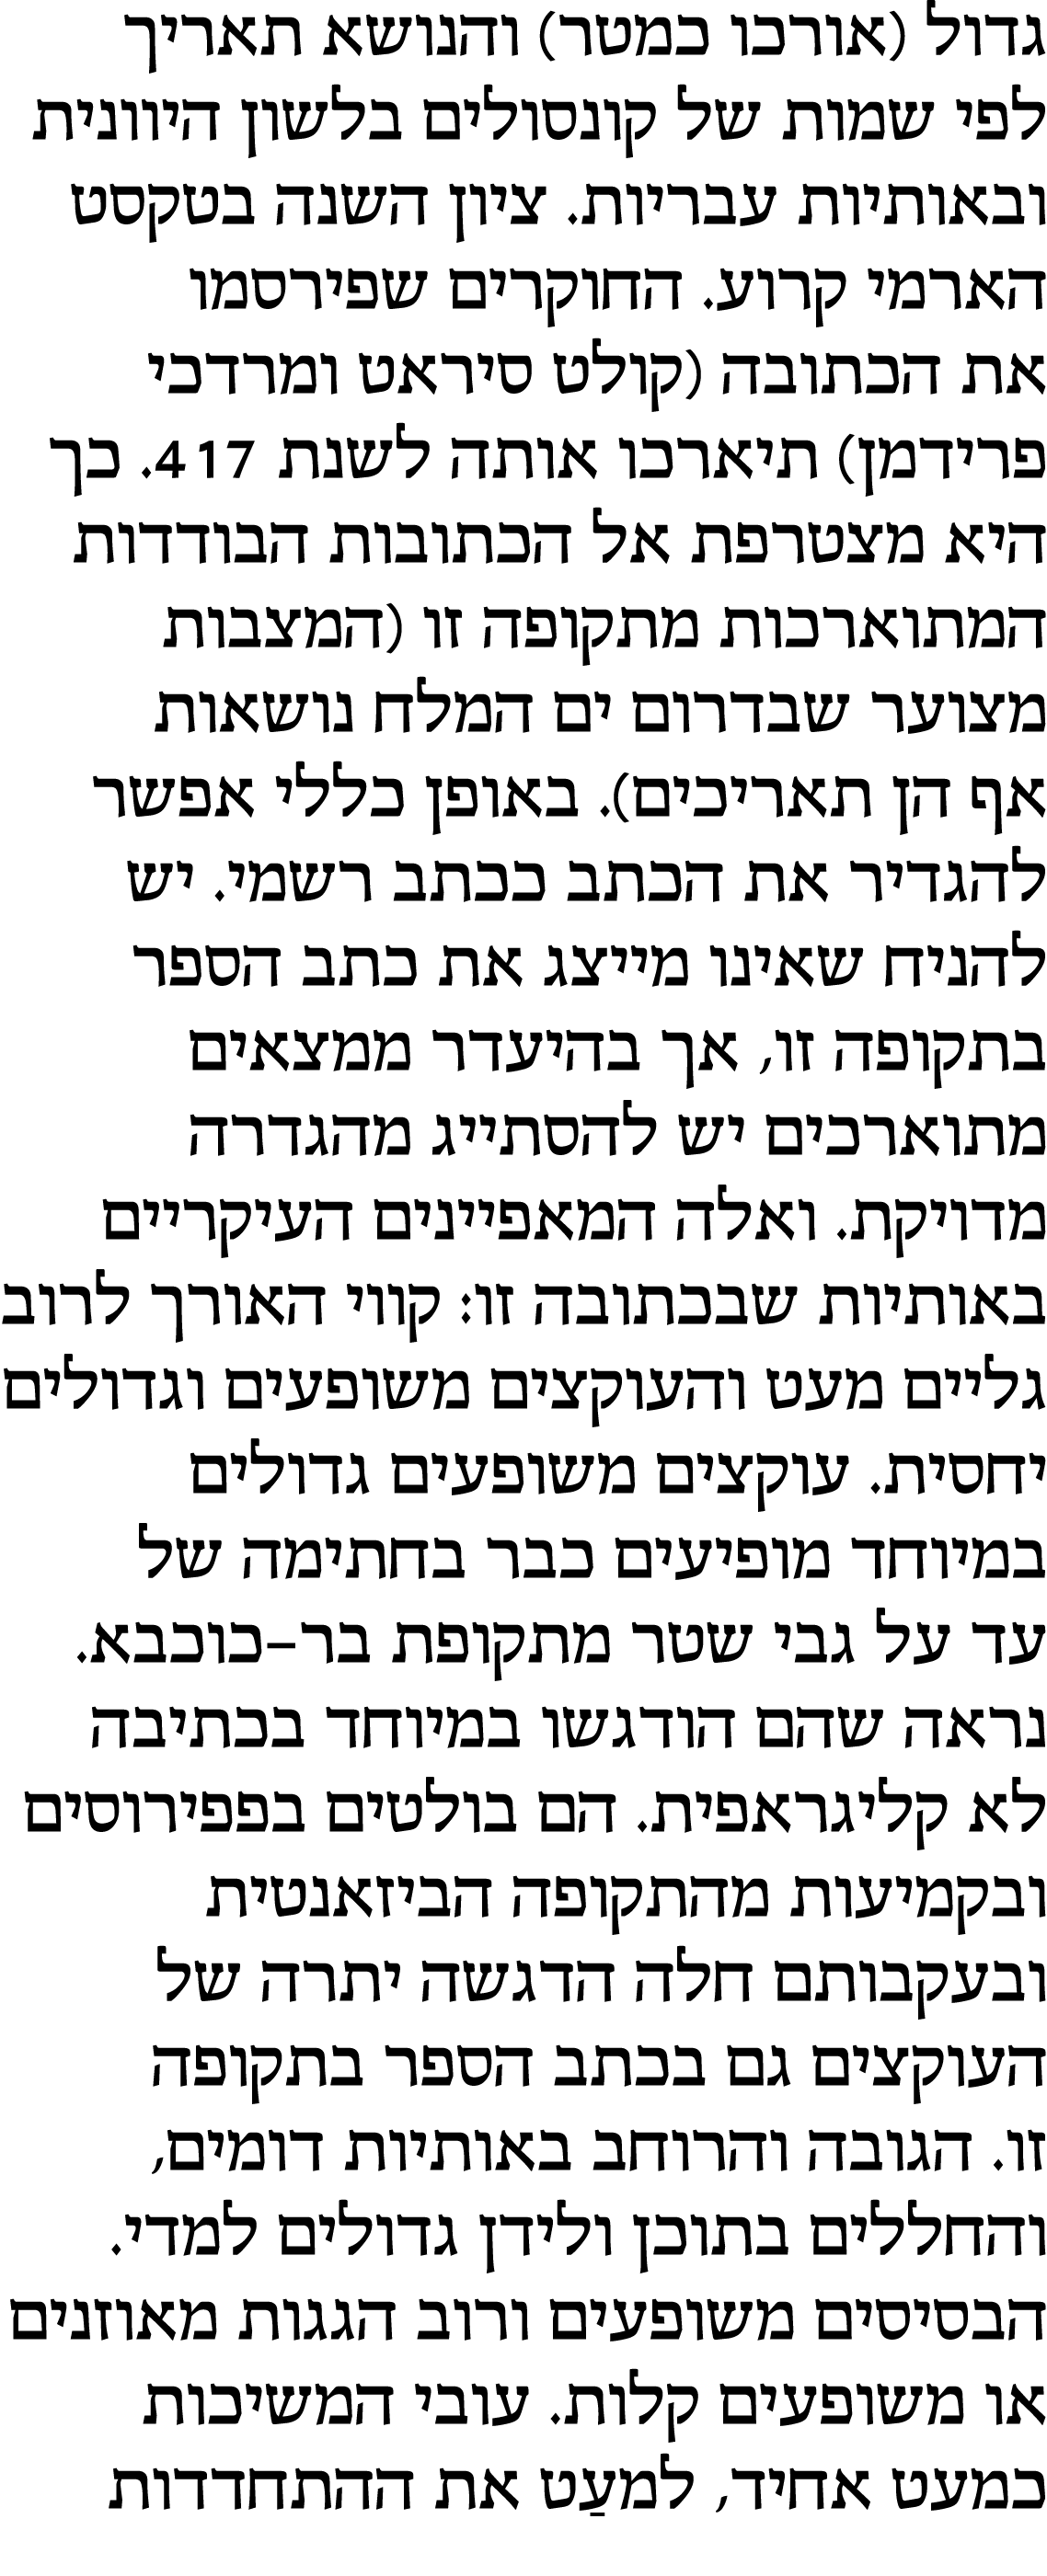 גדול (אורכו כמטר) והנושא תאריך
לפי שמות של קונסולים בלשון היוונית
ובאותיות עבריות. ציון השנה בטקסט
הארמי קרוע. החוקרים שפירסמו
את הכתובה (קולט סיראט ומרדכי
פרידמן) תיארכו אותה לשנת 417. כך
היא מצטרפת אל הכתובות הבודדות
המתוארכות מתקופה זו (המצבות
מצוער שבדרום ים המלח נושאות
אף הן תאריכים). באופן כללי אפשר
להגדיר את הכתב ככתב רשמי. יש
להניח שאינו מייצג את כתב הספר
בתקופה זו, אך בהיעדר ממצאים
מתוארכים יש להסתייג מהגדרה
מדויקת. ואלה המאפיינים העיקריים
באותיות שבכתובה זו: קווי האורך לרוב
גליים מעט והעוקצים משופעים וגדולים
יחסית. עוקצים משופעים גדולים
במיוחד מופיעים כבר בחתימה של
עד על גבי שטר מתקופת בר–כוכבא.
נראה שהם הודגשו במיוחד בכתיבה
לא קליגראפית. הם בולטים בפפירוסים
ובקמיעות מהתקופה הביזאנטית
ובעקבותם חלה הדגשה יתרה של
העוקצים גם בכתב הספר בתקופה
זו. הגובה והרוחב באותיות דומים,
והחללים בתוכן ולידן גדולים למדי.
הבסיסים משופעים ורוב הגגות מאוזנים
או משופעים קלות. עובי המשיכות
כמעט אחיד, למעַט את ההתחדדות